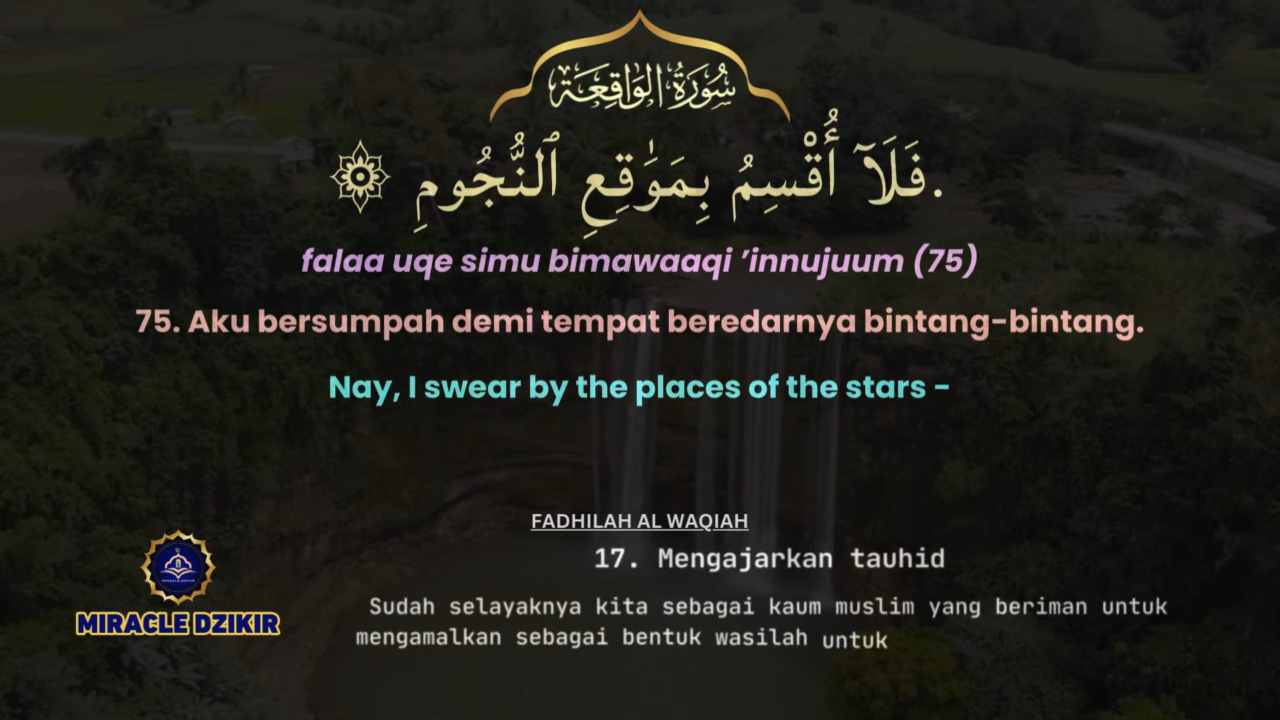 سُورَةُ الوَاقِعَة
فَلَآ أُقْسِمُ بِمَوَٰقِعِ ٱلنُّجُومِ.
falaa uqe simu bimawaaqi ’innujuum (75)
75. Aku bersumpah demi tempat beredarnya bintang-bintang.
Nay, I swear by the places of the stars -
FADHILAH AL WAQIAH
17. Mengajarkan tauhid
Sudah selayaknya kita sebagai kaum muslim yang beriman untuk
mengamalkan sebagai bentuk wasilah untuk
MIRACLE DZIKIR
MIRACLE DZIKIR